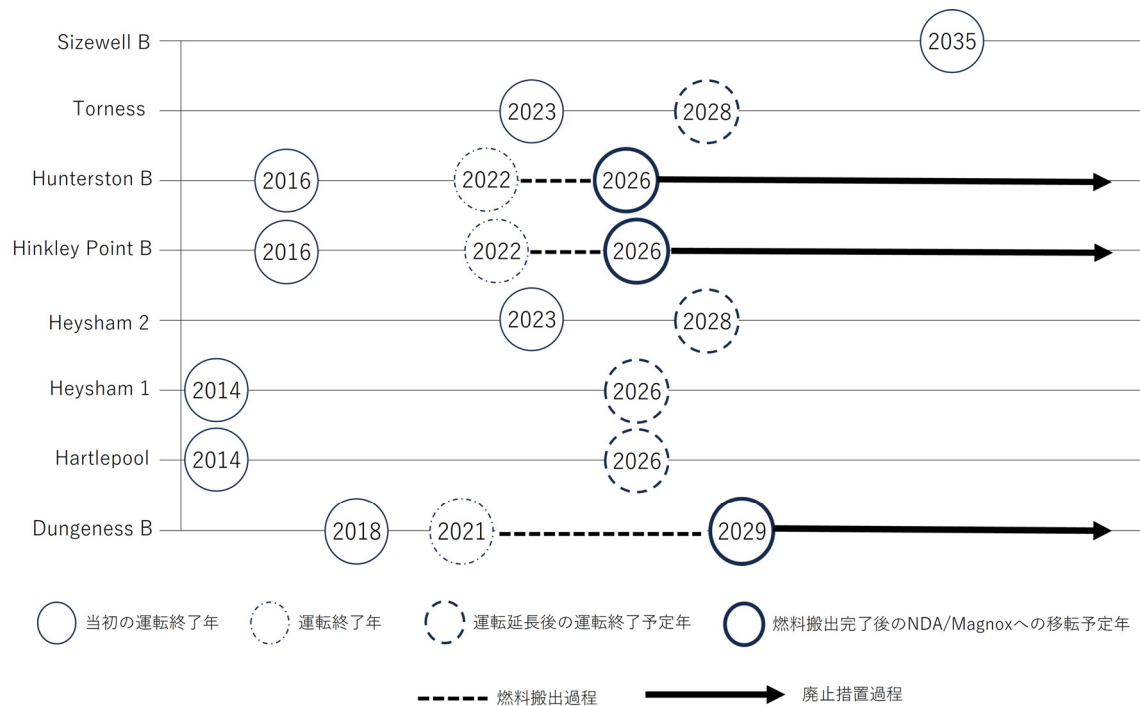 Sizewell B 2035
Torness 2023 2028
Hunterston B 2016 2022 2026
Hinkley Point B 2016 2022 2026
Heysham 2 2023 2028
Heysham 1 2014 2026
Hartlepool 2014 2026
Dungeness B 2018 2021 2029
当初の運転終了年 運転終了年 運転延長後の運転終了予定年 燃料搬出完了後のNDA/Magnoxへの移転予定年
燃料搬出過程 廃止措置過程